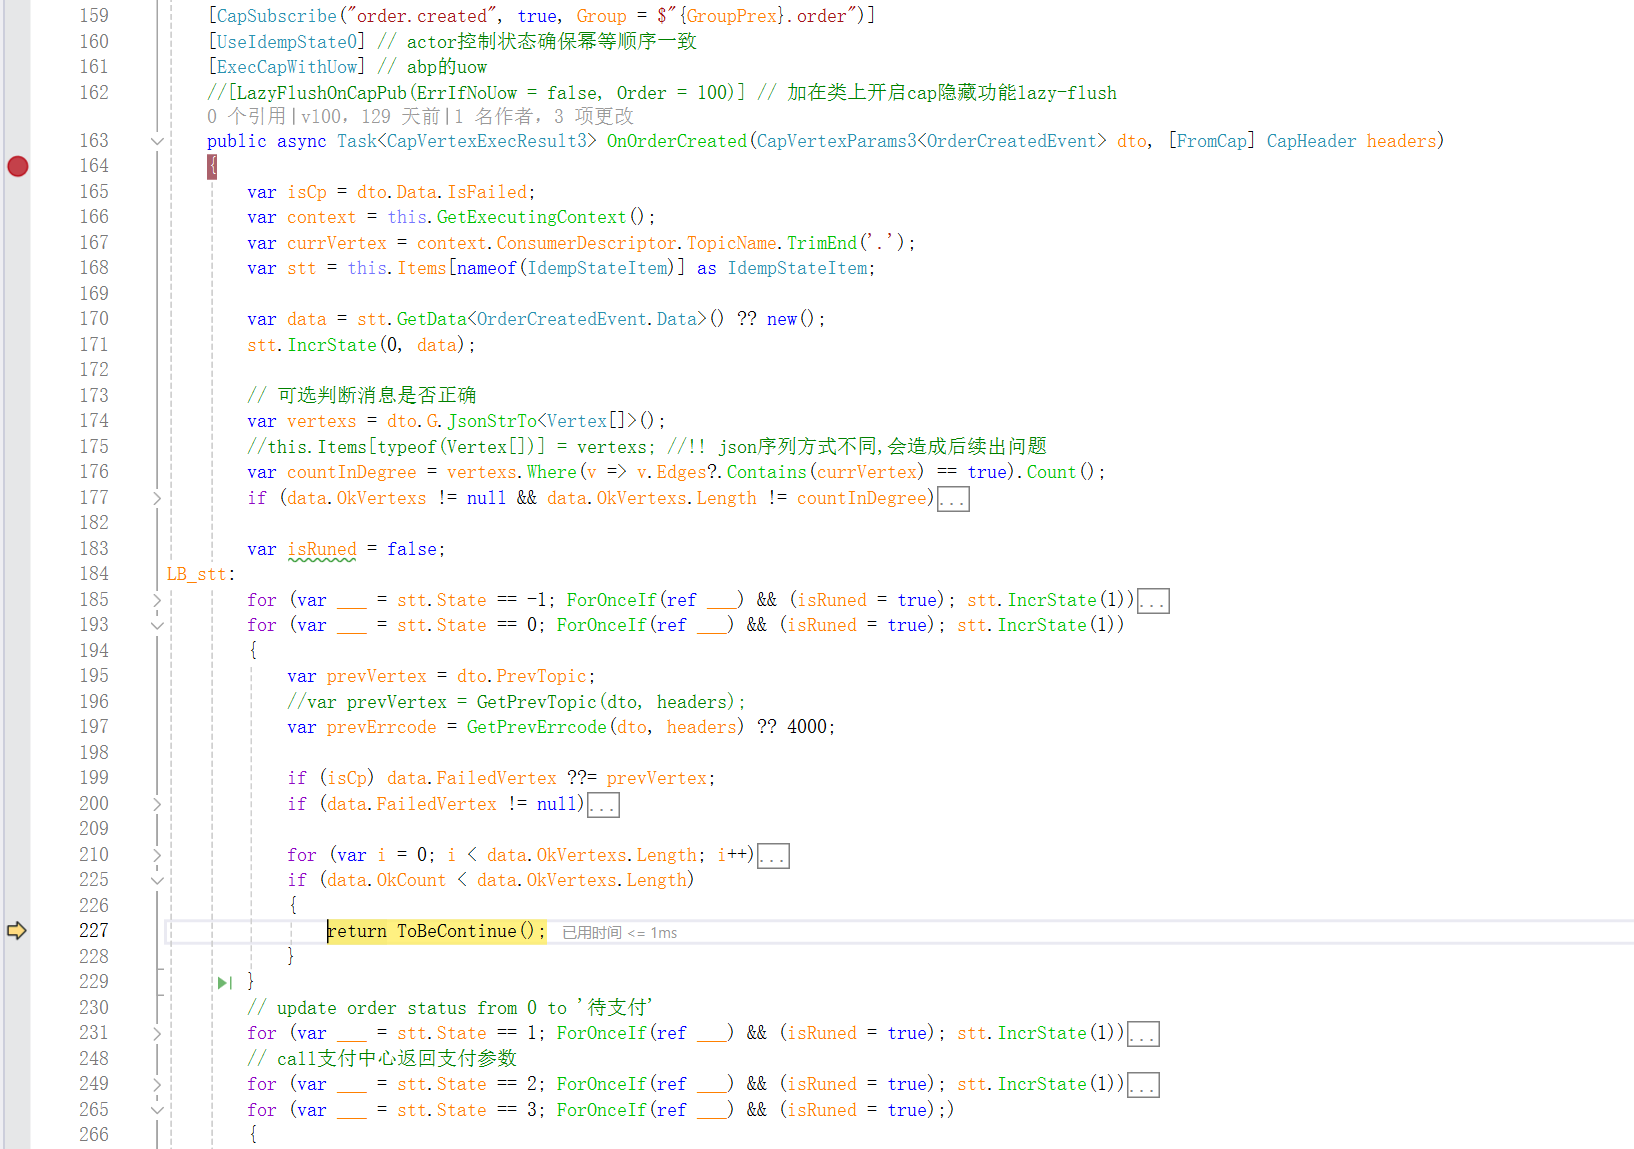 159 [CapSubscribe("order.created", true, Group = $"{GroupPrex}.order")]
160 [UseIdempState0] // actor控制状态确保幂等顺序一致
161 [ExecCapWithUow] // abp的uow
162 //[LazyFlushOnCapPub(ErrIfNoUow = false, Order = 100)] // 加在类上开启cap隐藏功能lazy-flush
0 个引用|v100, 129 天前|1 名作者, 3 项更改
163 public async Task<CapVertexExecResult3> OnOrderCreated(CapVertexParams3<OrderCreatedEvent> dto, [FromCap] CapHeader headers)
164 {
165 var isCp = dto.Data.IsFailed;
166 var context = this.GetExecutingContext();
167 var currVertex = context.ConsumerDescriptor.TopicName.TrimEnd('.');
168 var stt = this.Items[nameof(IdempStateItem)] as IdempStateItem;
169
170 var data = stt.GetData<OrderCreatedEvent.Data>() ?? new();
171 stt.IncrState(0, data);
172
173 // 可选判断消息是否正确
174 var vertexs = dto.G.JsonStrTo<Vertex[]>();
175 //this.Items[typeof(Vertex[])] = vertexs; //!! json序列方式不同,会造成后续出问题
176 var countInDegree = vertexs.Where(v => v.Edges?.Contains(currVertex) == true).Count();
177 if (data.OkVertexs != null && data.OkVertexs.Length != countInDegree)...
182
183 var isRuned = false;
184 LB_stt:
185 for (var ___ = stt.State == -1; ForOnceIf(ref ___) && (isRuned = true); stt.IncrState(1))...
193 for (var ___ = stt.State == 0; ForOnceIf(ref ___) && (isRuned = true); stt.IncrState(1))
194 {
195 var prevVertex = dto.PrevTopic;
196 //var prevVertex = GetPrevTopic(dto, headers);
197 var prevErrcode = GetPrevErrcode(dto, headers) ?? 4000;
198
199 if (isCp) data.FailedVertex ??= prevVertex;
200 if (data.FailedVertex != null)...
209
210 for (var i = 0; i < data.OkVertexs.Length; i++)...
225 if (data.OkCount < data.OkVertexs.Length)
226 {
227 return ToBeContinue(); 已用时间 <= 1ms
228 }
229 }
230 // update order status from 0 to '待支付'
231 for (var ___ = stt.State == 1; ForOnceIf(ref ___) && (isRuned = true); stt.IncrState(1))...
248 // call支付中心返回支付参数
249 for (var ___ = stt.State == 2; ForOnceIf(ref ___) && (isRuned = true); stt.IncrState(1))...
265 for (var ___ = stt.State == 3; ForOnceIf(ref ___) && (isRuned = true);)
266 {